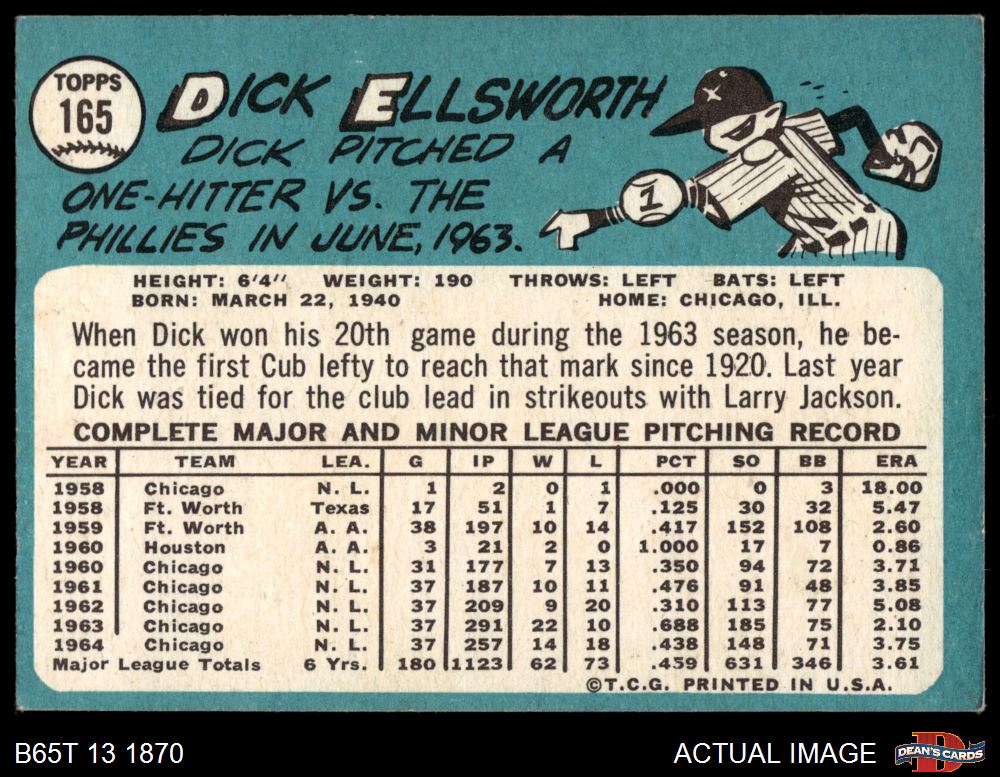 TOPPS
165
DICK ELLSWORTH
DICK PITCHED A
ONE-HITTER VS. THE
PHILLIES IN JUNE, 1963.
1
HEIGHT: 6'4" WEIGHT: 190 THROWS: LEFT BATS: LEFT
BORN: MARCH 22, 1940 HOME: CHICAGO, ILL.
When Dick won his 20th game during the 1963 season, he be-
came the first Cub lefty to reach that mark since 1920. Last year
Dick was tied for the club lead in strikeouts with Larry Jackson.
COMPLETE MAJOR AND MINOR LEAGUE PITCHING RECORD
YEAR TEAM LEA. G IP W L PCT SO BB ERA
1958 Chicago N. L. 1 2 0 1 .000 0 3 18.00
1958 Ft. Worth Texas 17 51 1 7 .125 30 32 5.47
1959 Ft. Worth A. A. 38 197 10 14 .417 152 108 2.60
1960 Houston A. A. 3 21 2 0 1.000 17 7 0.86
1960 Chicago N. L. 31 177 7 13 .350 94 72 3.71
1961 Chicago N. L. 37 187 10 11 .476 91 48 3.85
1962 Chicago N. L. 37 209 9 20 .310 113 77 5.08
1963 Chicago N. L. 37 291 22 10 .688 185 75 2.10
1964 Chicago N. L. 37 257 14 18 .438 148 71 3.75
Major League Totals 6 Yrs. 180 1123 62 73 .459 631 346 3.61
©T.C.G. PRINTED IN U.S.A.
B65T 13 1870
ACTUAL IMAGE
D
DEAN'S CARDS